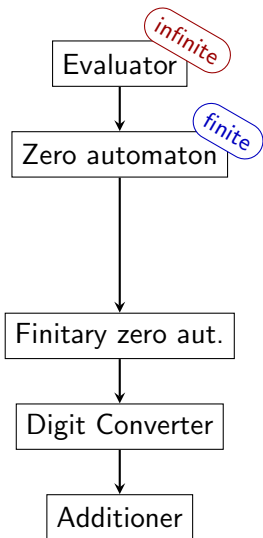 infinite
Evaluator
finite
Zero automaton
Finitary zero aut.
Digit Converter
Additioner